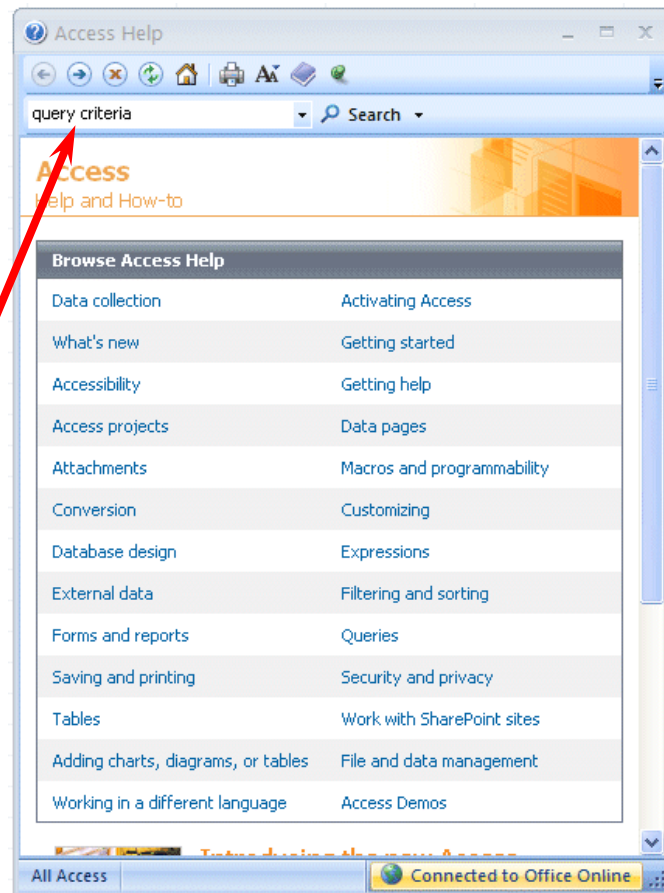 Access Help
query criteria Search
Access
Help and How-to
Browse Access Help
Data collection Activating Access
What's new Getting started
Accessibility Getting help
Access projects Data pages
Attachments Macros and programmability
Conversion Customizing
Database design Expressions
External data Filtering and sorting
Forms and reports Queries
Saving and printing Security and privacy
Tables Work with SharePoint sites
Adding charts, diagrams, or tables File and data management
Working in a different language Access Demos
Introducing the new Access
All Access Connected to Office Online